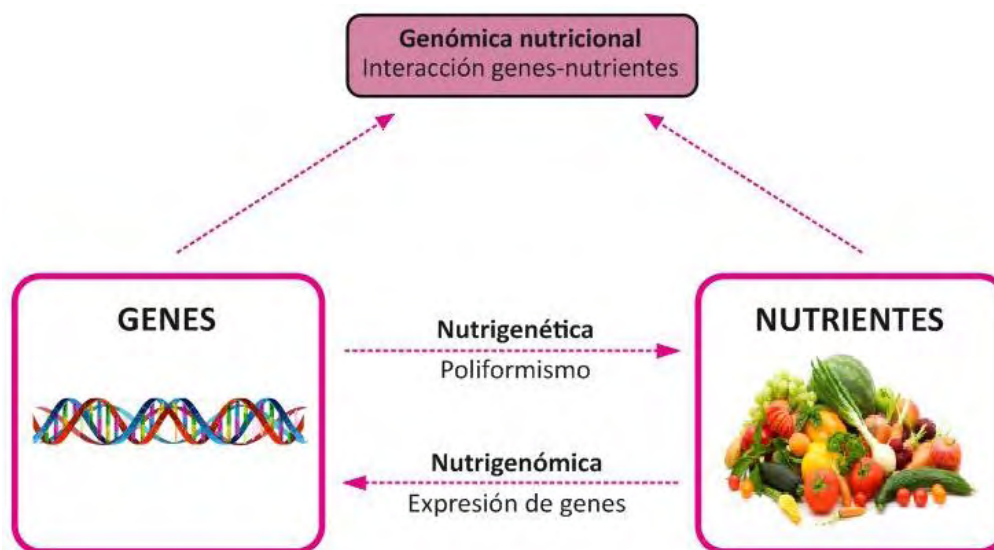 Genómica nutricional
Interacción genes-nutrientes
GENES
NUTRIENTES
Nutrigenética
Poliformismo
Nutrigenómica
Expresión de genes